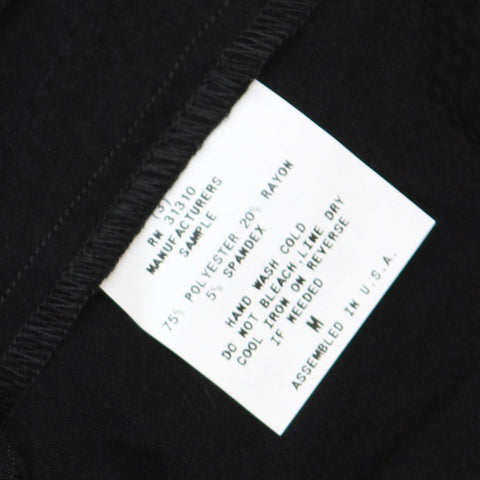 (3)
RN 31310
MANUFACTURERS
SAMPLE
75% POLYESTER 20% RAYON
5% SPANDEX
HAND WASH COLD
DO NOT BLEACH, LINE DRY
COOL IRON ON REVERSE
IF NEEDED
M
ASSEMBLED IN U.S.A.